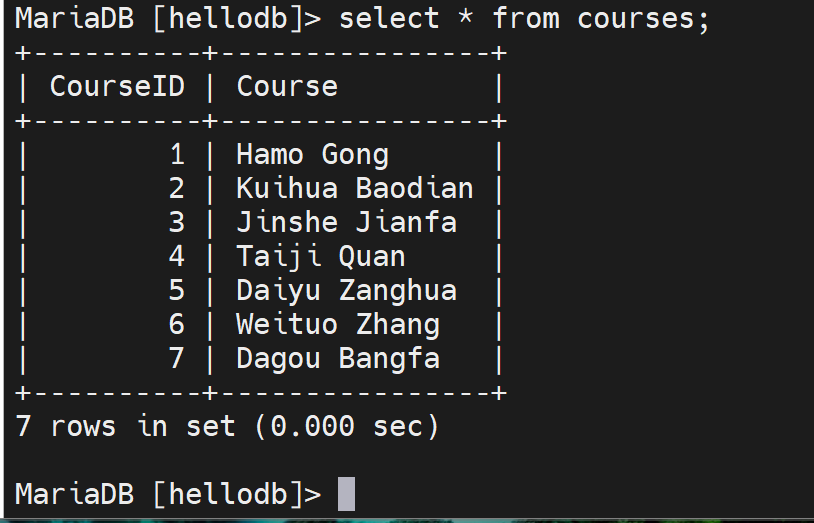 MariaDB [hellodb]> select * from courses;
+----------+----------------+
| CourseID | Course         |
+----------+----------------+
|        1 | Hamo Gong      |
|        2 | Kuihua Baodian |
|        3 | Jinshe Jianfa  |
|        4 | Taiji Quan     |
|        5 | Daiyu Zanghua  |
|        6 | Weituo Zhang   |
|        7 | Dagou Bangfa   |
+----------+----------------+
7 rows in set (0.000 sec)
MariaDB [hellodb]>